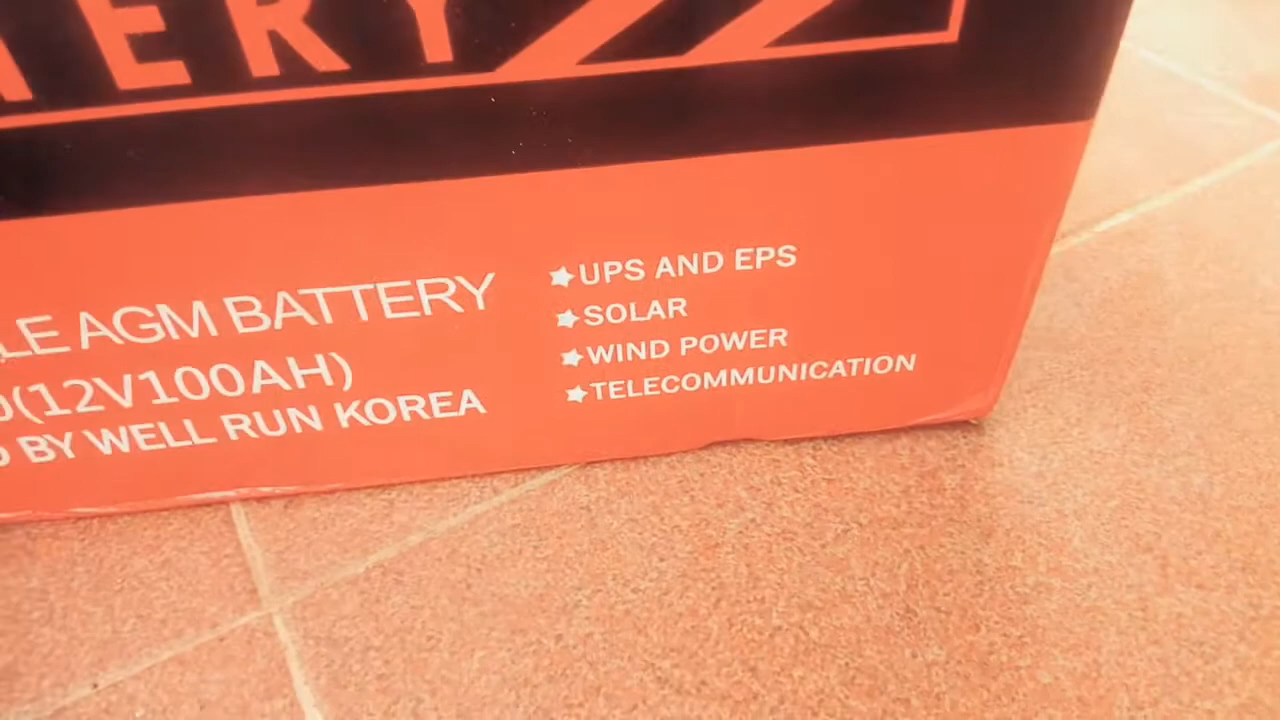 ERY
LE AGM BATTERY
(12V100AH)
BY WELL RUN KOREA
★UPS AND EPS
★SOLAR
★WIND POWER
★TELECOMMUNICATION